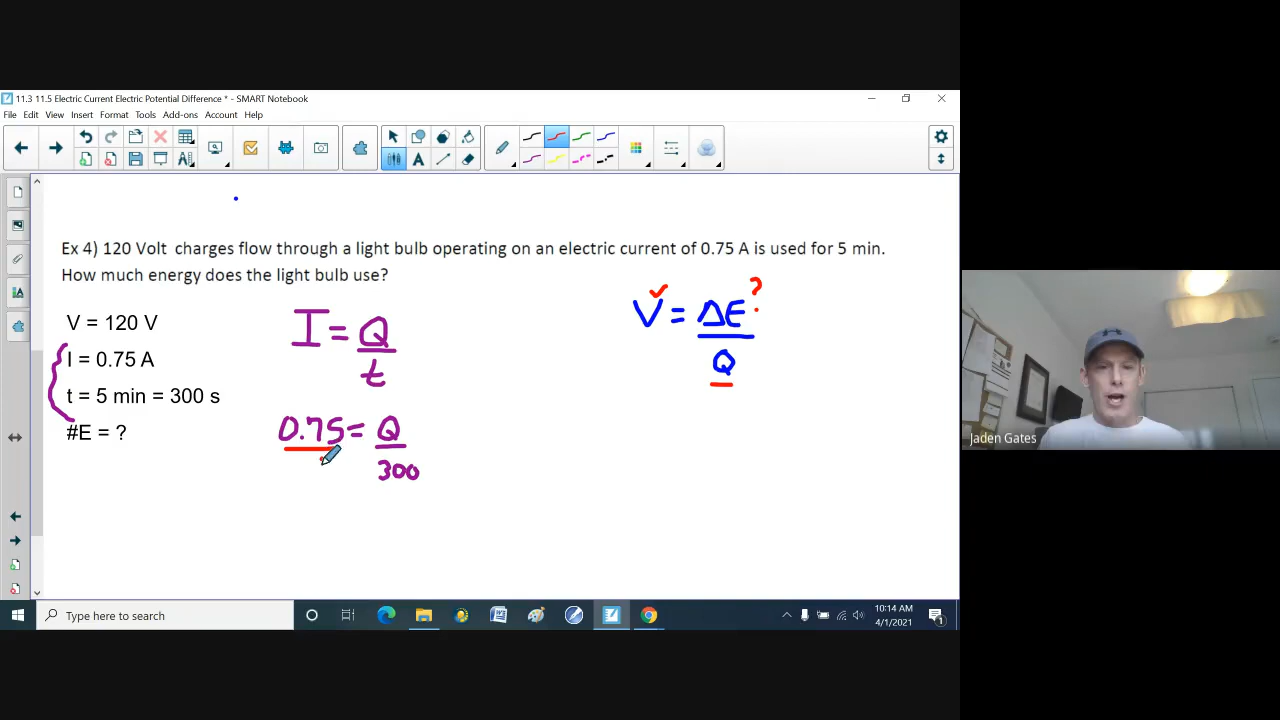 11.3 11.5 Electric Current Electric Potential Difference * - SMART Notebook
File Edit View Insert Format Tools Add-ons Account Help
Ex 4) 120 Volt charges flow through a light bulb operating on an electric current of 0.75 A is used for 5 min.
How much energy does the light bulb use?
V = 120 V
I = 0.75 A
t = 5 min = 300 s
#E = ?
I = Q
t
0.75 = Q
300
?
V = ΔE
Q
Jaden Gates
Type here to search
10:14 AM
4/1/2021